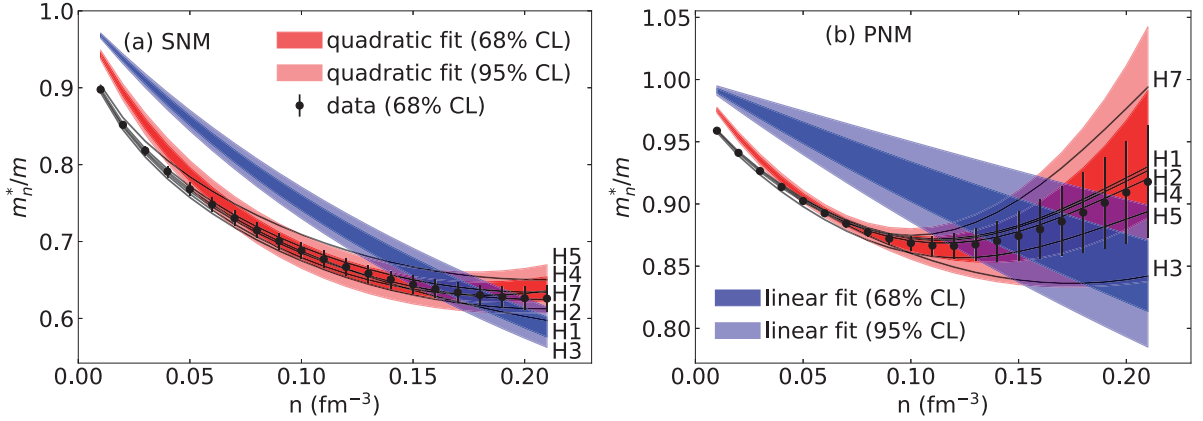 (a) SNM
quadratic fit (68% CL)
quadratic fit (95% CL)
data (68% CL)
1.0
0.9
0.8
0.7
0.6
m*n/m
H5
H4
H7
H2
H1
H3
0.00
0.05
0.10
0.15
0.20
n (fm⁻³)
(b) PNM
1.05
1.00
0.95
0.90
0.85
0.80
m*n/m
H7
H1
H2
H4
H5
H3
linear fit (68% CL)
linear fit (95% CL)
0.00
0.05
0.10
0.15
0.20
n (fm⁻³)